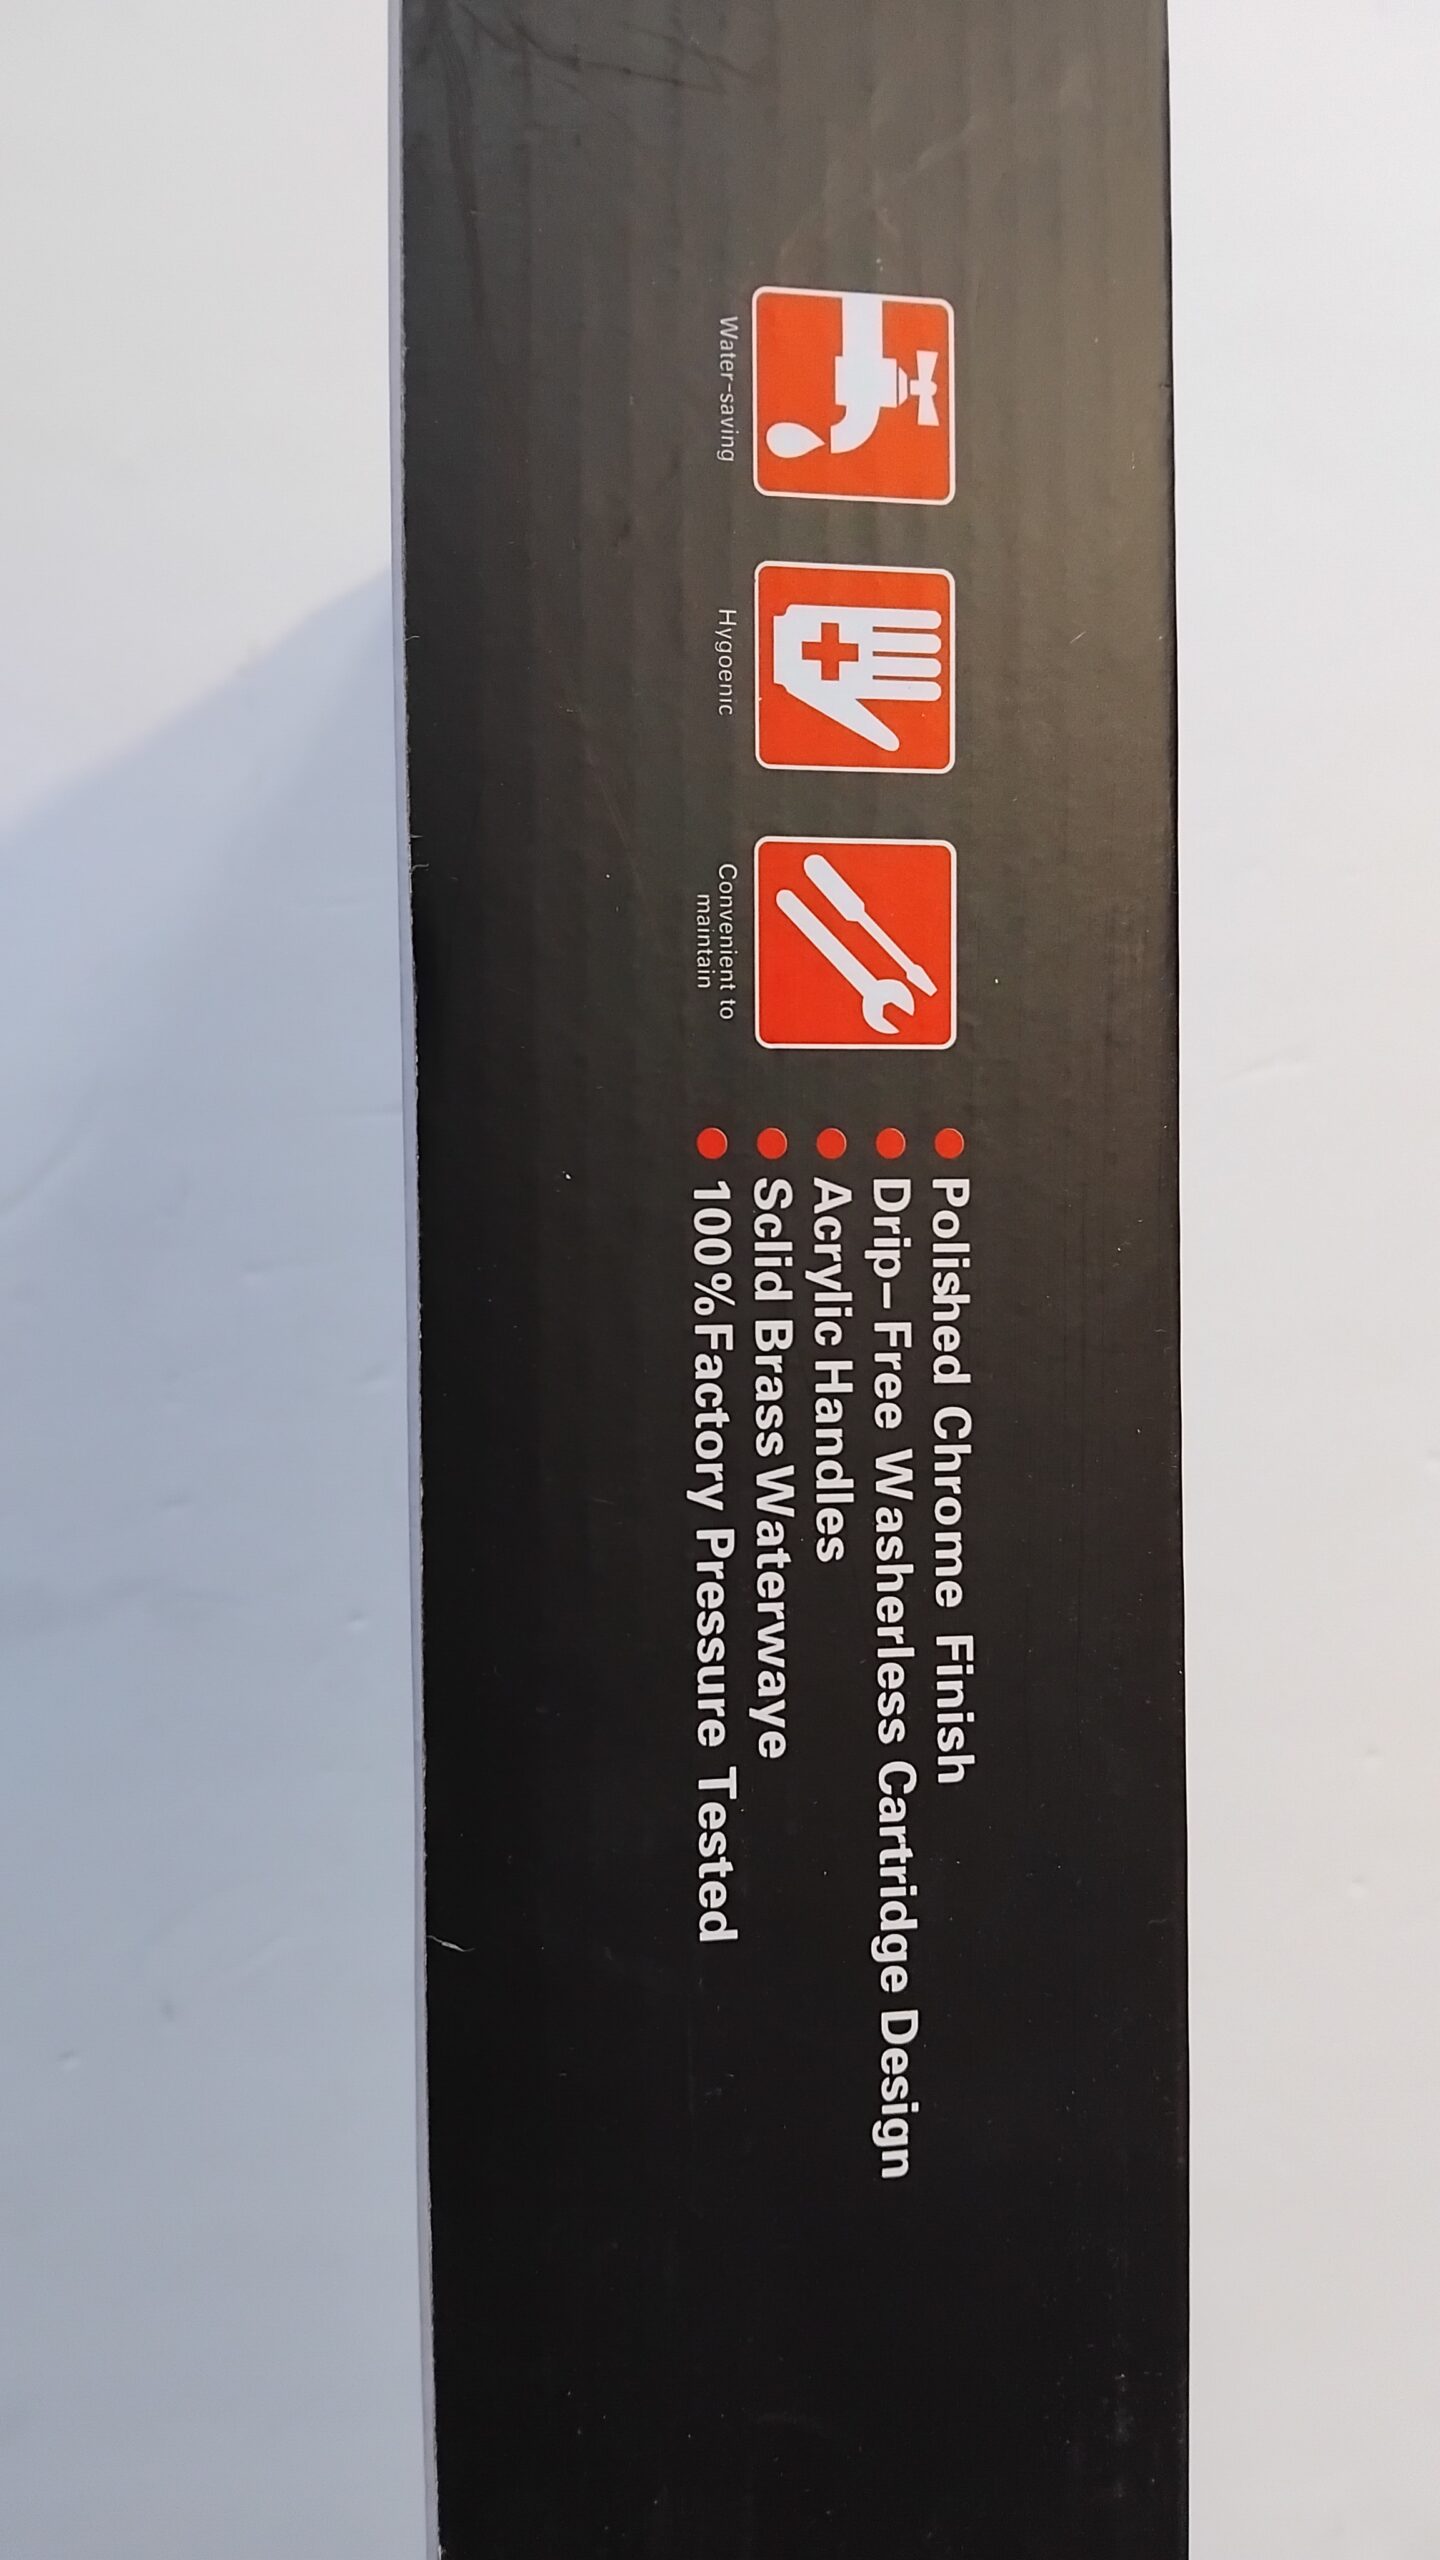 Water-saving
Hygoenic
Convenient to
maintain
Polished Chrome Finish
Drip-Free Washerless Cartridge Design
Acrylic Handles
Sclid Brass Waterwaye
100%Factory Pressure Tested